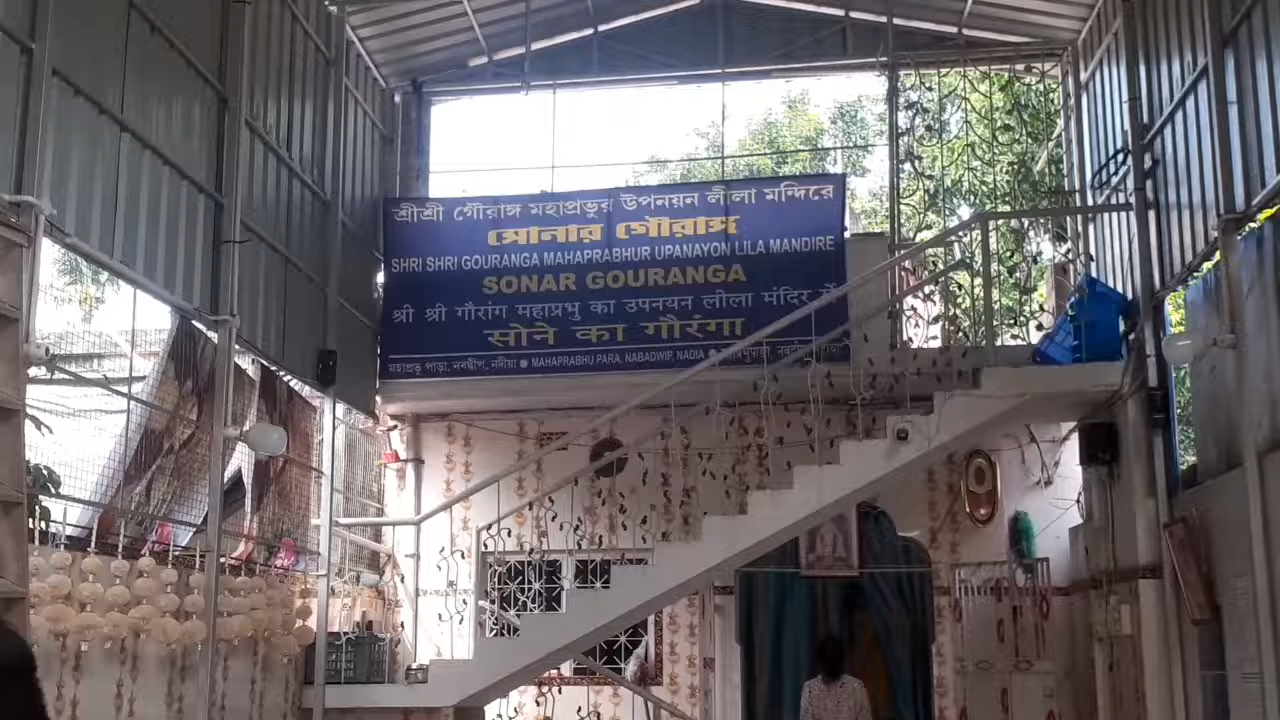 শ্রীশ্রী গৌরাঙ্গ মহাপ্রভুর উপনয়ন লীলা মন্দিরে
সোনার গৌরাঙ্গ
SHRI SHRI GOURANGA MAHAPRABHUR UPANAYON LILA MANDIRE
SONAR GOURANGA
श्री श्री गौरांग महाप्रभु का उपनयन लीला मंदिर में
सोने का गौरंगा
মহাপ্রভু পাড়া, নবদ্বীপ, নদীয়া ● MAHAPRABHU PARA, NABADWIP, NADIA ●